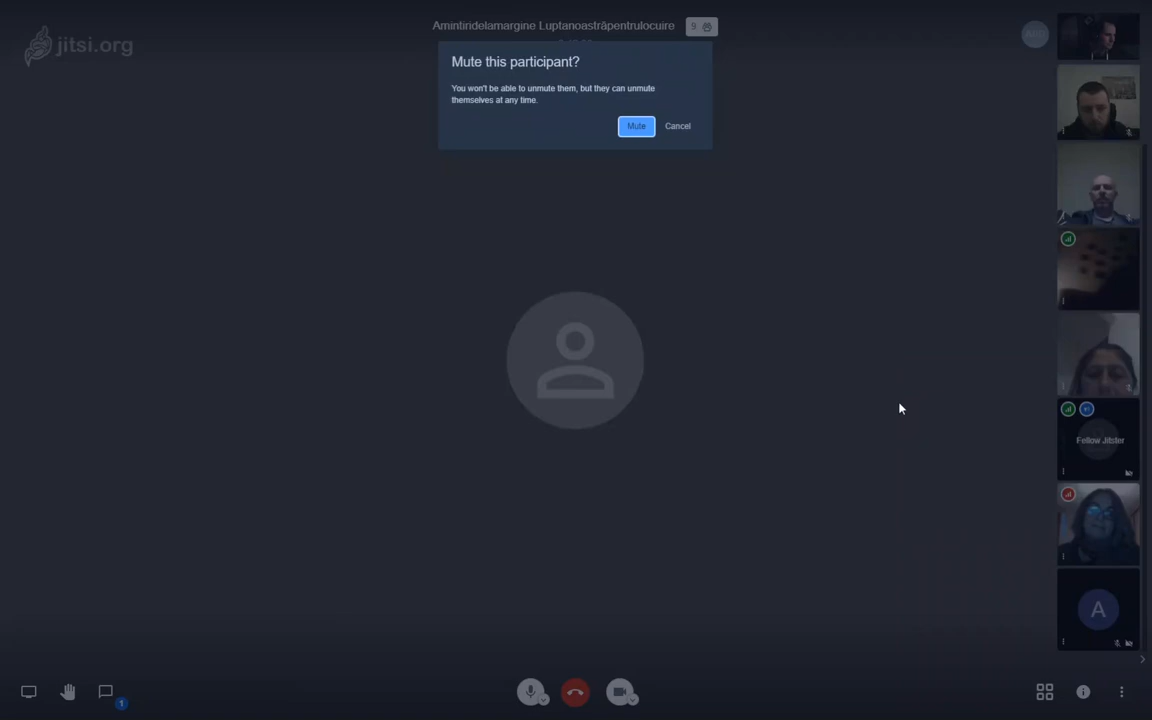 jitsi.org
Amintiridelamargine Luptanoastrăpentrulocuire
9
Mute this participant?
You won't be able to unmute them, but they can unmute
themselves at any time.
Mute
Cancel
Fellow Jitster
A
1